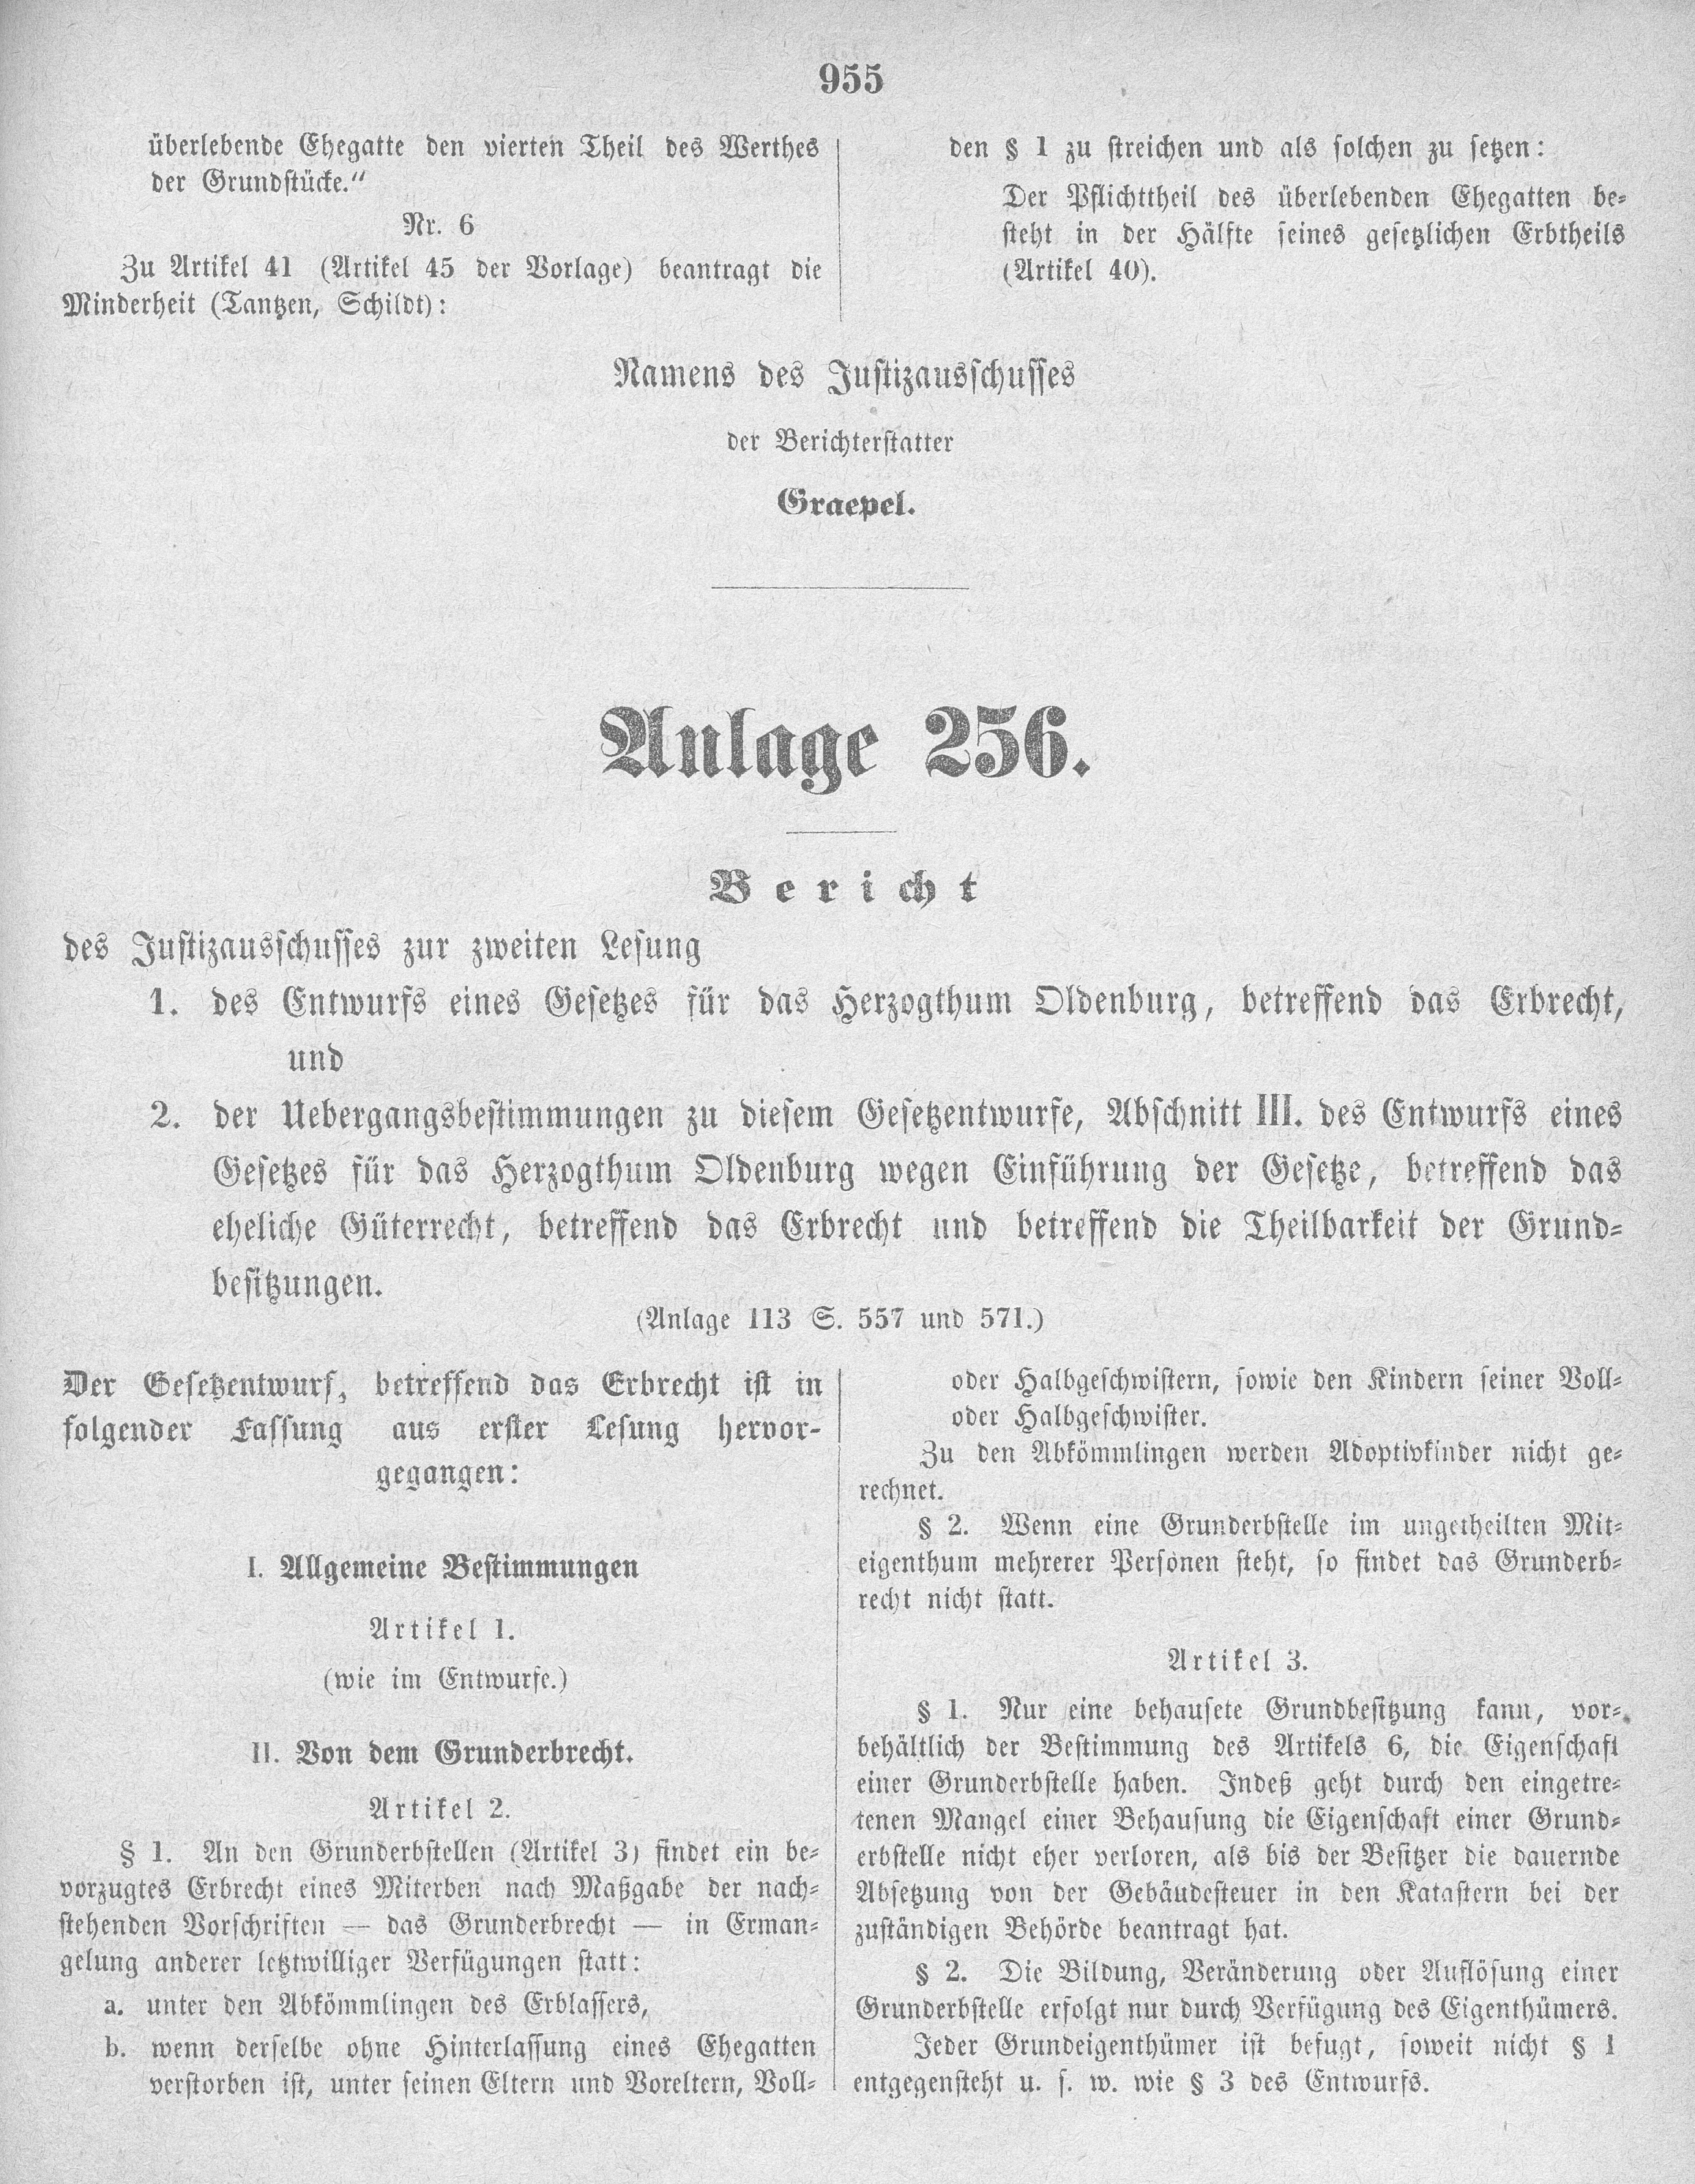 955
überlebende Ehegatte den vierten Theil des Werthes
der Grundstücke.“
Nr. 6
Zu Artikel 41 (Artikel 45 der Vorlage) beantragt die
Minderheit (Tantzen, Schildt):
den § 1 zu streichen und als solchen zu setzen:
Der Pflichttheil des überlebenden Ehegatten be-
steht in der Hälfte seines gesetzlichen Erbtheils
(Artikel 40).
Namens des Justizausschusses
der Berichterstatter
Graepel.
Anlage 256.
Bericht
des Justizausschusses zur zweiten Lesung
1. des Entwurfs eines Gesetzes für das Herzogthum Oldenburg, betreffend das Erbrecht,
und
2. der Uebergangsbestimmungen zu diesem Gesetzentwurfe, Abschnitt III. des Entwurfs eines
Gesetzes für das Herzogthum Oldenburg wegen Einführung der Gesetze, betreffend das
eheliche Güterrecht, betreffend das Erbrecht und betreffend die Theilbarkeit der Grund-
besitzungen.
(Anlage 113 S. 557 und 571.)
Der Gesetzentwurf, betreffend das Erbrecht ist in
folgender Fassung aus erster Lesung hervor-
gegangen:
I. Allgemeine Bestimmungen
Artikel 1.
(wie im Entwurfe.)
II. Von dem Grunderbrecht.
Artikel 2.
§ 1. An den Grunderbstellen (Artikel 3) findet ein be-
vorzugtes Erbrecht eines Miterben nach Maßgabe der nach-
stehenden Vorschriften — das Grunderbrecht — in Erman-
gelung anderer letztwilliger Verfügungen statt:
a. unter den Abkömmlingen des Erblassers,
b. wenn derselbe ohne Hinterlassung eines Ehegatten
verstorben ist, unter seinen Eltern und Voreltern, Voll-
oder Halbgeschwistern, sowie den Kindern seiner Voll-
oder Halbgeschwister.
Zu den Abkömmlingen werden Adoptivkinder nicht ge-
rechnet.
§ 2. Wenn eine Grunderbstelle im ungetheilten Mit-
eigenthum mehrerer Personen steht, so findet das Grunderb-
recht nicht statt.
Artikel 3.
§ 1. Nur eine behausete Grundbesitzung kann, vor-
behältlich der Bestimmung des Artikels 6, die Eigenschaft
einer Grunderbstelle haben. Indeß geht durch den eingetre-
tenen Mangel einer Behausung die Eigenschaft einer Grund-
erbstelle nicht eher verloren, als bis der Besitzer die dauernde
Absetzung von der Gebäudesteuer in den Katastern bei der
zuständigen Behörde beantragt hat.
§ 2. Die Bildung, Veränderung oder Auflösung einer
Grunderbstelle erfolgt nur durch Verfügung des Eigenthümers.
Jeder Grundeigenthümer ist befugt, soweit nicht § 1
entgegensteht u. s. w. wie § 3 des Entwurfs.